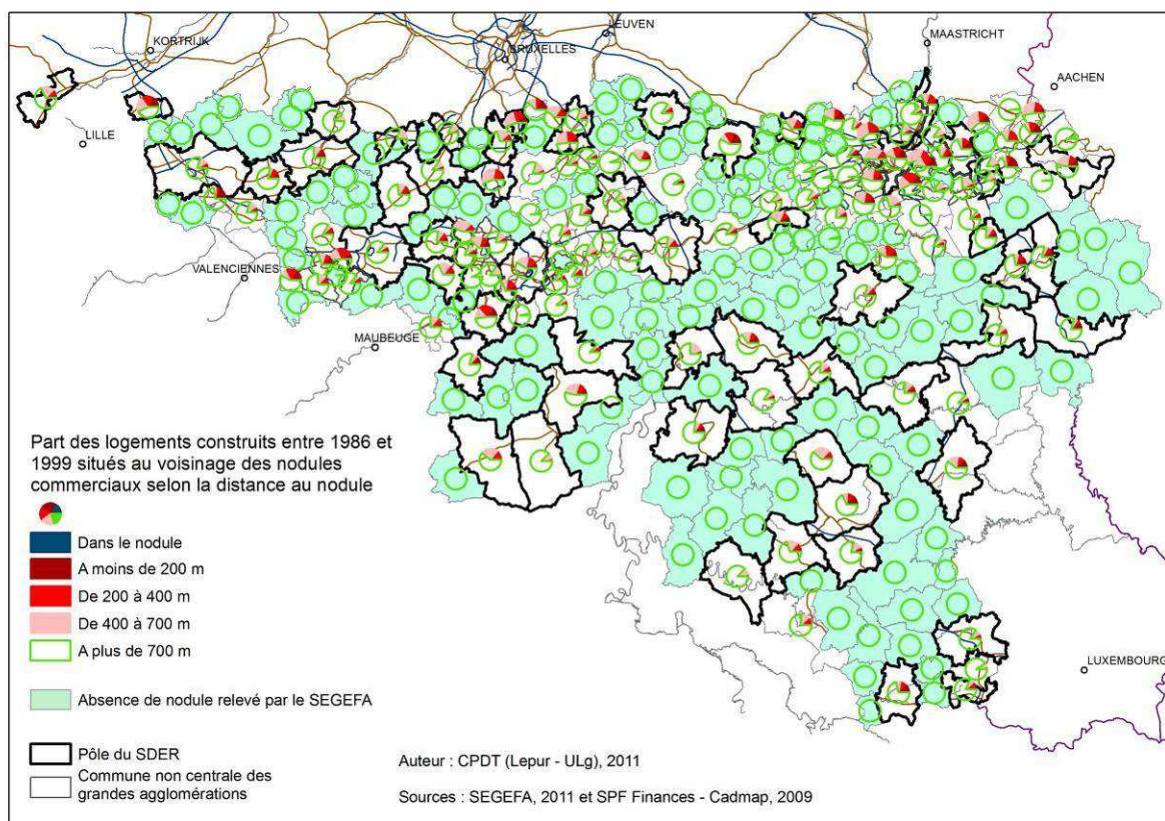 KORTRIJK
LEUVEN
BRUXELLES
MAASTRICHT
AACHEN
LILLE
VALENCIENNES
MAUBEUGE
LUXEMBOURG
Part des logements construits entre 1986 et
1999 situés au voisinage des nodules
commerciaux selon la distance au nodule
Dans le nodule
A moins de 200 m
De 200 à 400 m
De 400 à 700 m
A plus de 700 m
Absence de nodule relevé par le SEGEFA
Pôle du SDER
Commune non centrale des
grandes agglomérations
Auteur : CPDT (Lepur - ULg), 2011
Sources : SEGEFA, 2011 et SPF Finances - Cadmap, 2009